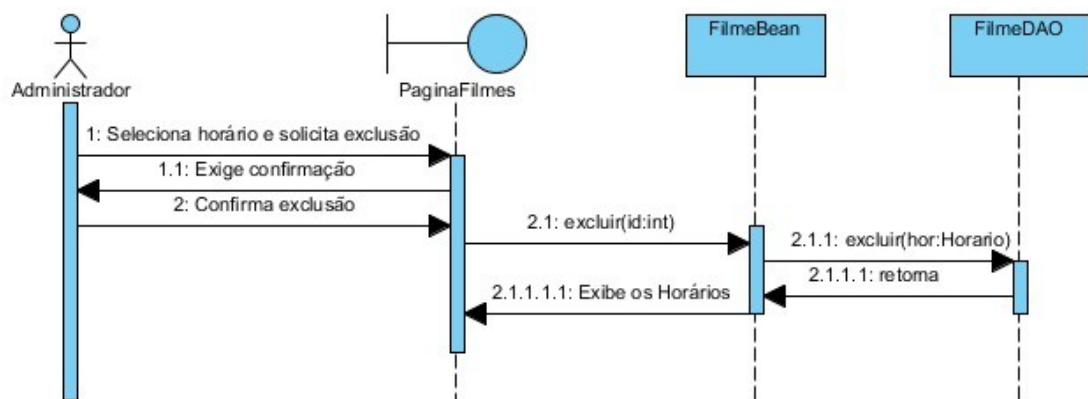 FilmeBean
FilmeDAO
Administrador
PaginaFilmes
1: Seleciona horário e solicita exclusão
1.1: Exige confirmação
2: Confirma exclusão
2.1: excluir(id:int)
2.1.1: excluir(hor:Horario)
2.1.1.1: retorna
2.1.1.1.1: Exibe os Horários